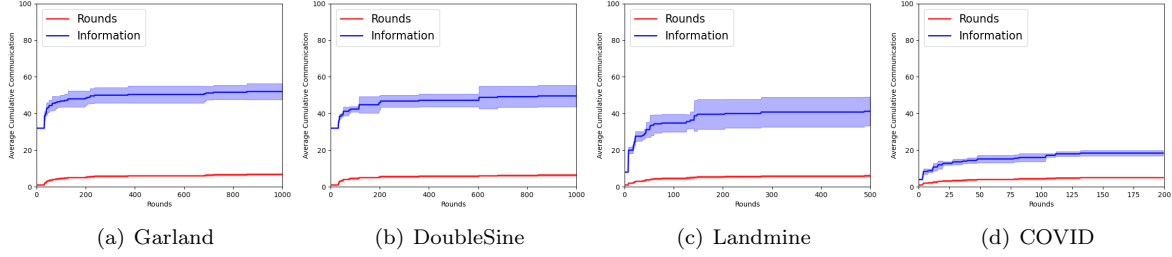 Rounds
Information
Average Cumulative Communication
100
80
60
40
20
0
0 200 400 600 800 1000
Rounds
(a) Garland
Rounds
Information
Average Cumulative Communication
100
80
60
40
20
0
0 200 400 600 800 1000
Rounds
(b) DoubleSine
Rounds
Information
Average Cumulative Communication
100
80
60
40
20
0
0 100 200 300 400 500
Rounds
(c) Landmine
Rounds
Information
Average Cumulative Communication
100
80
60
40
20
0
0 25 50 75 100 125 150 175 200
Rounds
(d) COVID